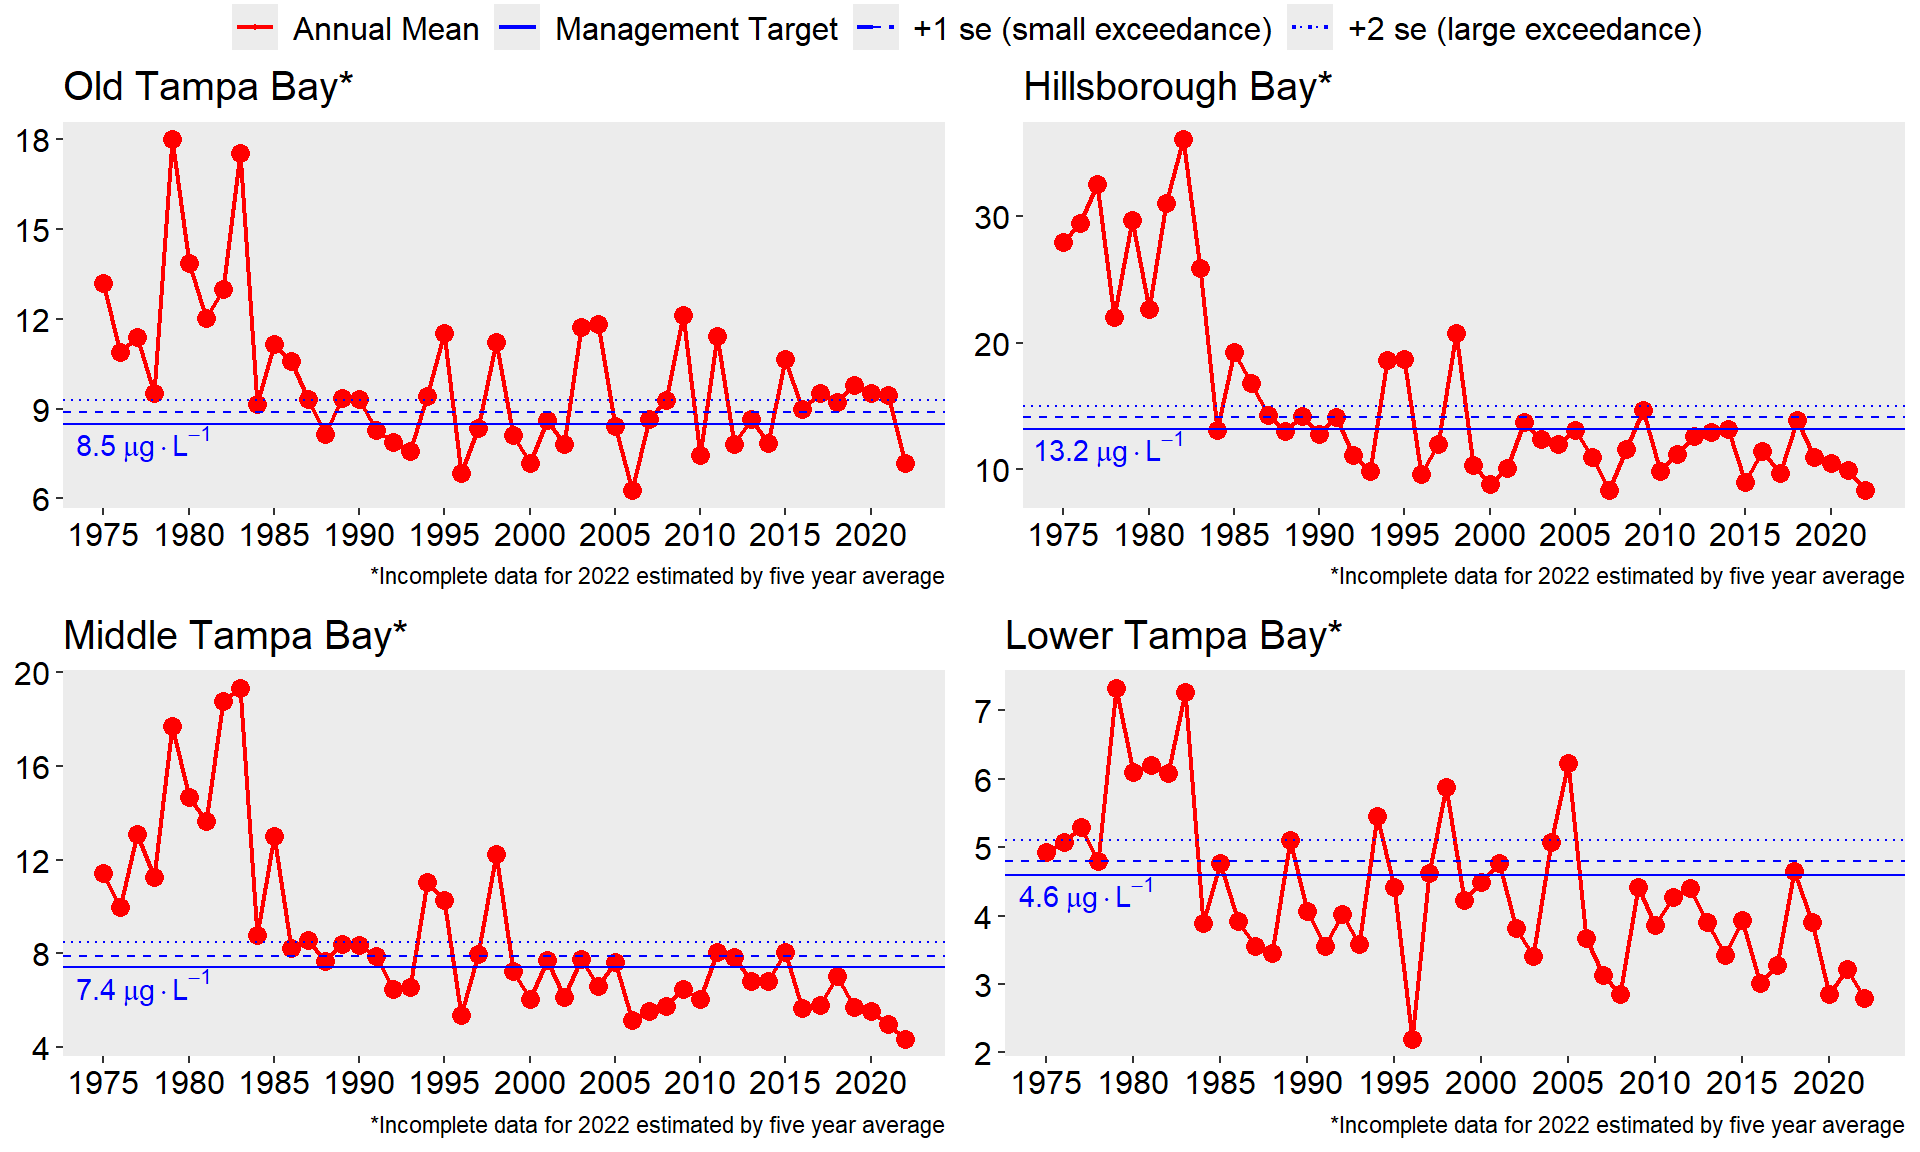 Annual Mean Management Target +1 se (small exceedance) +2 se (large exceedance)
Old Tampa Bay*
18
15
12
9
6
8.5 μg·L⁻¹
1975 1980 1985 1990 1995 2000 2005 2010 2015 2020
*Incomplete data for 2022 estimated by five year average
Hillsborough Bay*
30
20
10
13.2 μg·L⁻¹
1975 1980 1985 1990 1995 2000 2005 2010 2015 2020
*Incomplete data for 2022 estimated by five year average
Middle Tampa Bay*
20
16
12
8
4
7.4 μg·L⁻¹
1975 1980 1985 1990 1995 2000 2005 2010 2015 2020
*Incomplete data for 2022 estimated by five year average
Lower Tampa Bay*
7
6
5
4
3
2
4.6 μg·L⁻¹
1975 1980 1985 1990 1995 2000 2005 2010 2015 2020
*Incomplete data for 2022 estimated by five year average